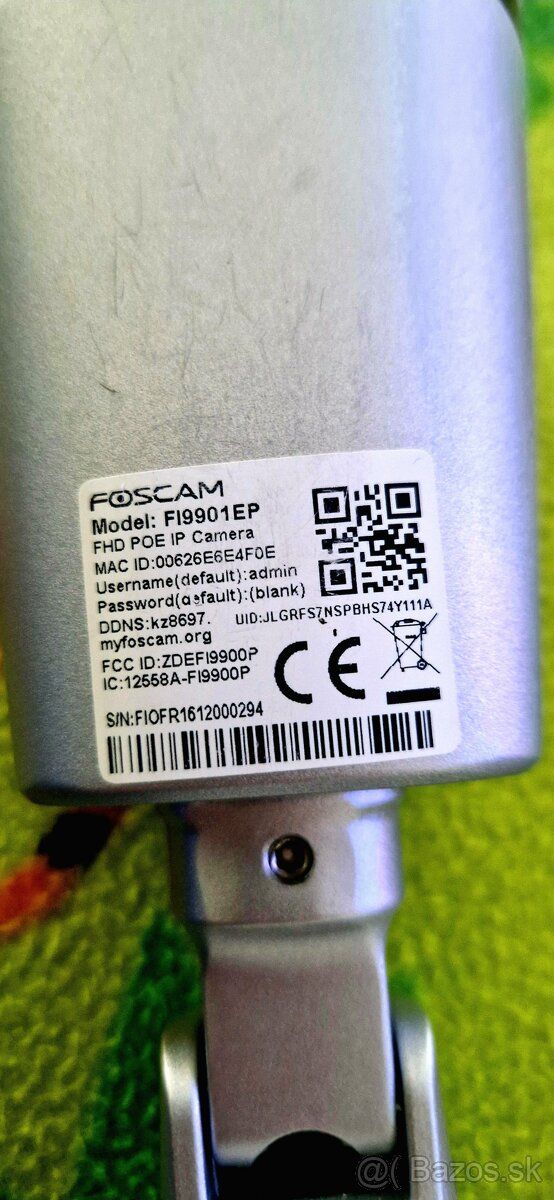 FOSCAM
Model: FI9901EP
FHD POE IP Camera
MAC ID:00626E6E4F0E
Username(default):admin
Password(default):(blank)
DDNS:kz8697.
myfoscam.org
UID:JLGRFS7NSPBHS74Y111A
FCC ID:ZDEFI9900P
IC:12558A-FI9900P
CE
S/N:FIOFR1612000294
@( Bazos.sk